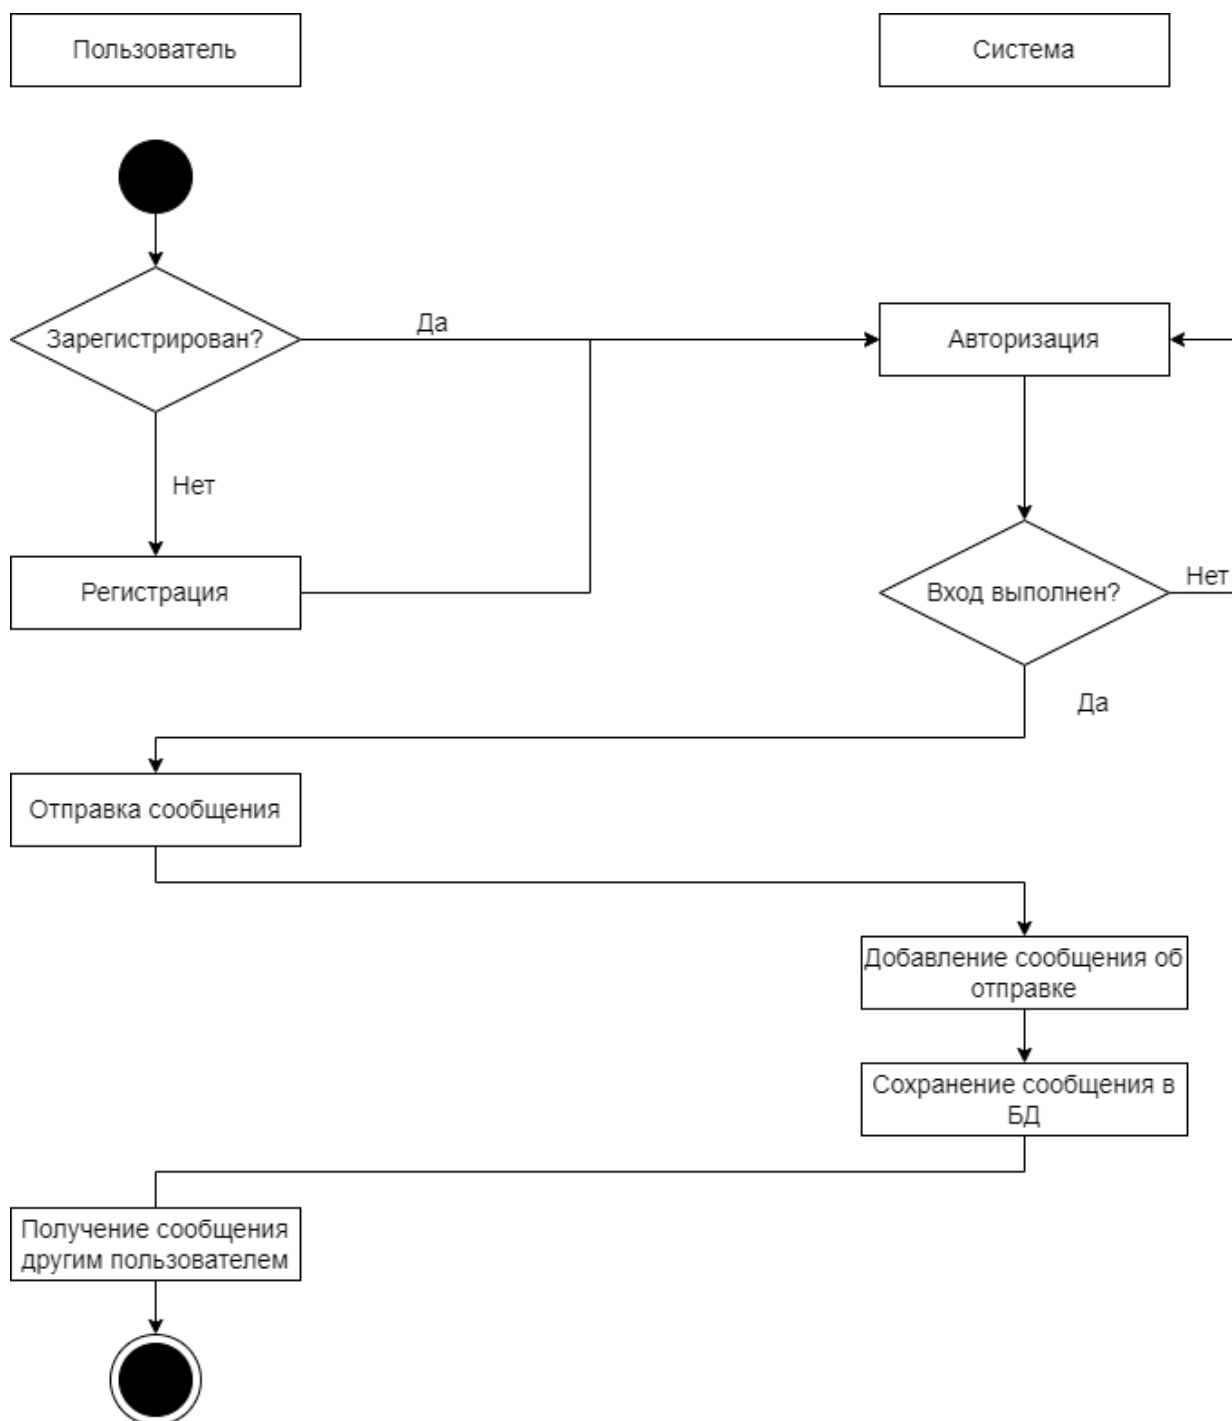 Пользователь
Система
Зарегистрирован?
Да
Авторизация
Нет
Регистрация
Вход выполнен?
Нет
Да
Отправка сообщения
Добавление сообщения об
отправке
Сохранение сообщения в
БД
Получение сообщения
другим пользователем